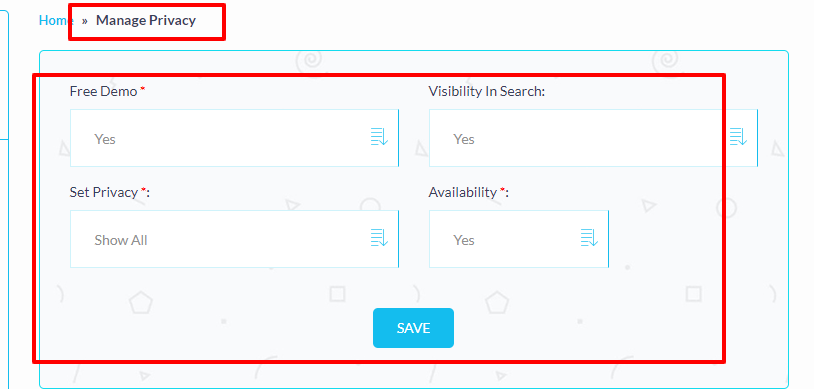 Home » Manage Privacy
Free Demo * Visibility In Search:
Yes Yes
Set Privacy *: Availability *:
Show All Yes
SAVE